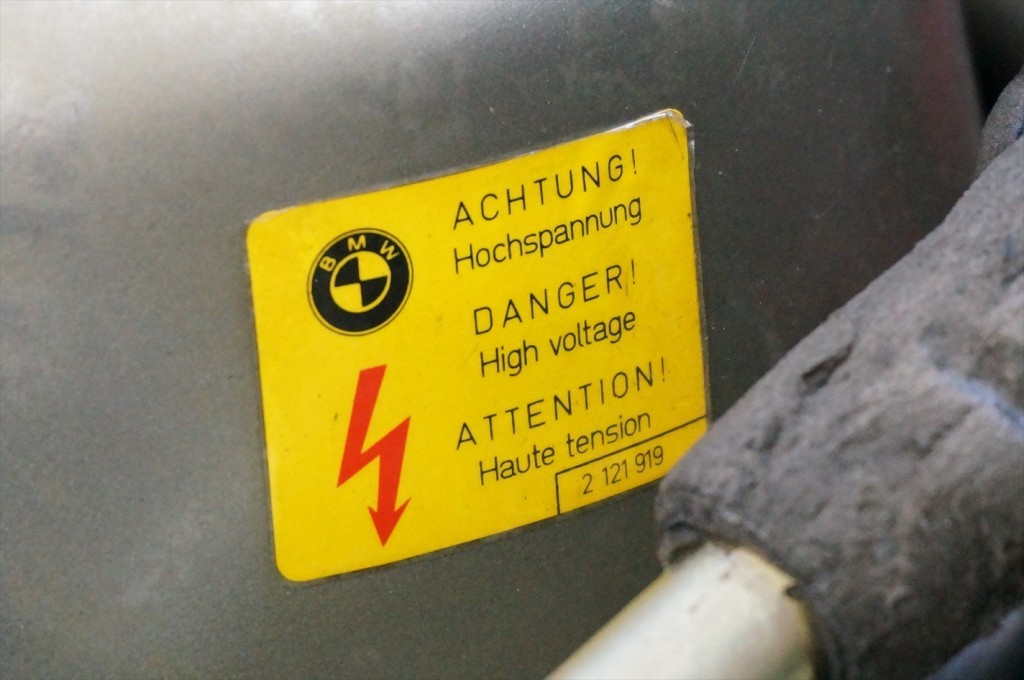 BMW
ACHTUNG!
Hochspannung
DANGER!
High voltage
ATTENTION!
Haute tension
2 121 919